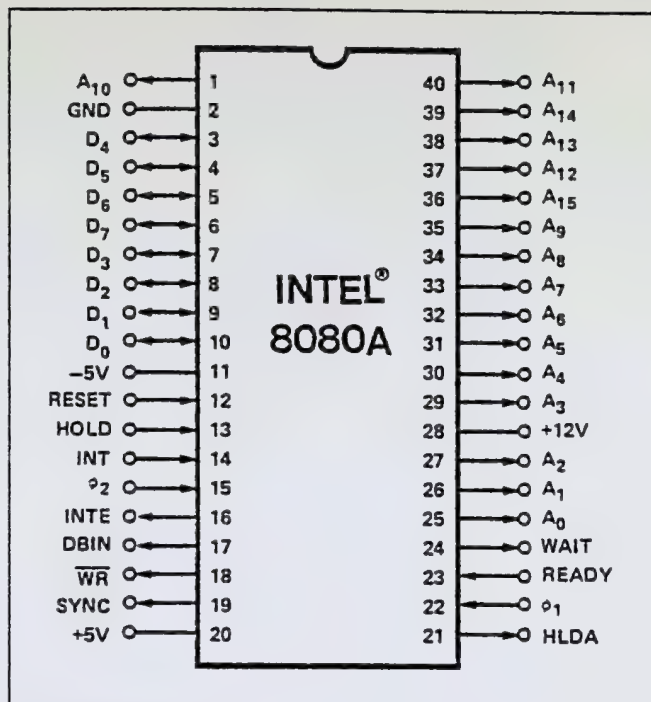 A₁₀ 1 40 A₁₁
GND 2 39 A₁₄
D₄ 3 38 A₁₃
D₅ 4 37 A₁₂
D₆ 5 36 A₁₅
D₇ 6 35 A₉
D₃ 7 34 A₈
D₂ 8 33 A₇
INTEL®
D₁ 9 32 A₆
8080A
D₀ 10 31 A₅
-5V 11 30 A₄
RESET 12 29 A₃
HOLD 13 28 +12V
INT 14 27 A₂
φ₂ 15 26 A₁
INTE 16 25 A₀
DBIN 17 24 WAIT
W̅R̅ 18 23 READY
SYNC 19 22 φ₁
+5V 20 21 HLDA